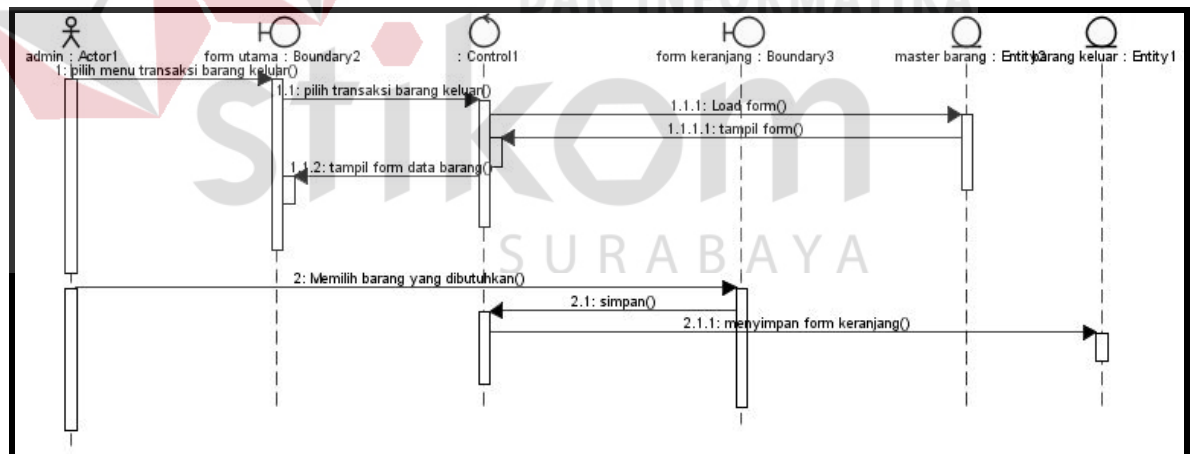 DAN INFORMATIKA
stikom
SURABAYA
admin : Actor1
form utama : Boundary2
: Control1
form keranjang : Boundary3
master barang : Entity2
barang keluar : Entity1
1: pilih menu transaksi barang keluar()
1.1: pilih transaksi barang keluar()
1.1.1: Load form()
1.1.1.1: tampil form()
1.1.2: tampil form data barang()
2: Memilih barang yang dibutuhkan()
2.1: simpan()
2.1.1: menyimpan form keranjang()